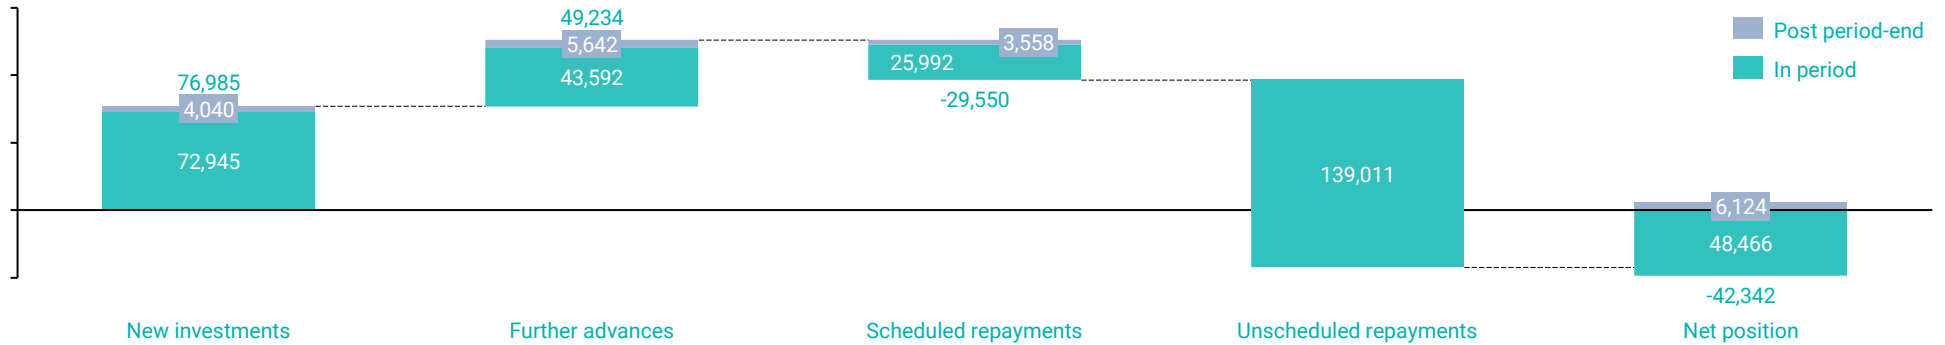 Post period-end
In period
76,985
4,040
72,945
49,234
5,642
43,592
3,558
25,992
-29,550
139,011
6,124
48,466
-42,342
New investments
Further advances
Scheduled repayments
Unscheduled repayments
Net position